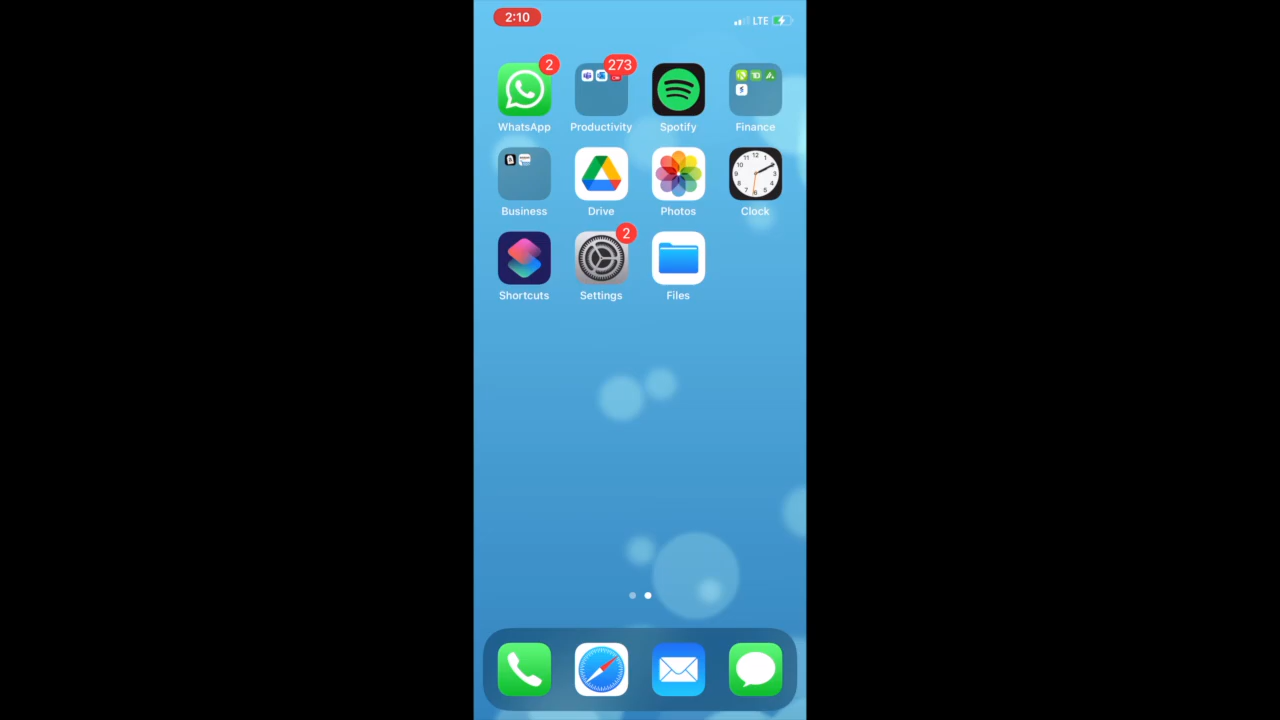 2:10
LTE
2
273
WhatsApp
Productivity
Spotify
Finance
Business
Drive
Photos
Clock
2
Shortcuts
Settings
Files